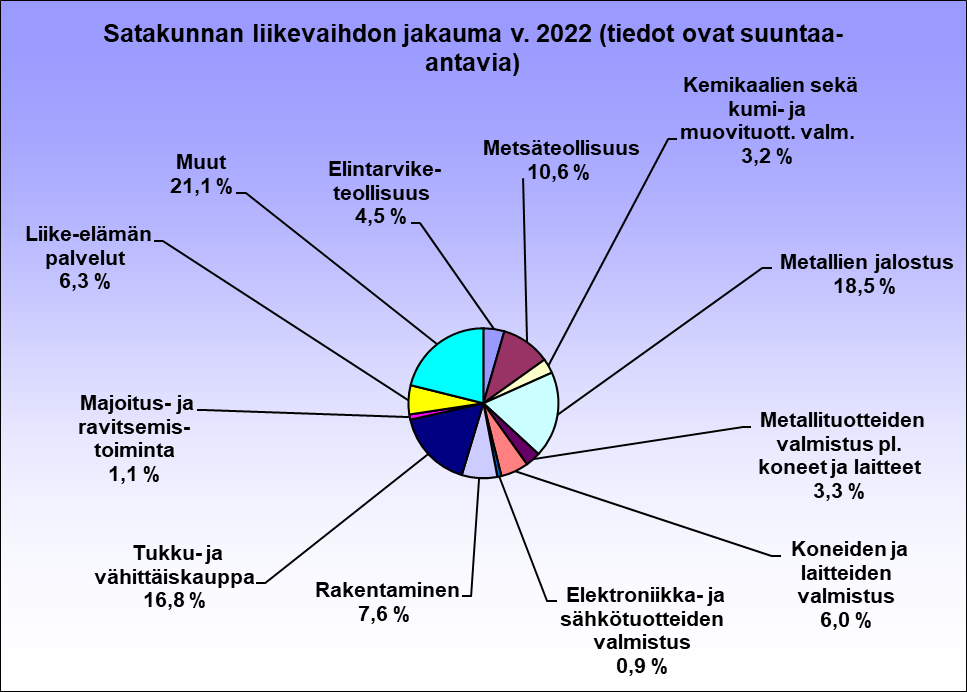 Satakunnan liikevaihdon jakauma v. 2022 (tiedot ovat suuntaa-
antavia)
Kemikaalien sekä
kumi- ja
muovituott. valm.
3,2 %
Metsäteollisuus
10,6 %
Elintarvike-
teollisuus
4,5 %
Muut
21,1 %
Liike-elämän
palvelut
6,3 %
Metallien jalostus
18,5 %
Majoitus- ja
ravitsemis-
toiminta
1,1 %
Metallituotteiden
valmistus pl.
koneet ja laitteet
3,3 %
Tukku- ja
vähittäiskauppa
16,8 %
Rakentaminen
7,6 %
Elektroniikka- ja
sähkötuotteiden
valmistus
0,9 %
Koneiden ja
laitteiden
valmistus
6,0 %